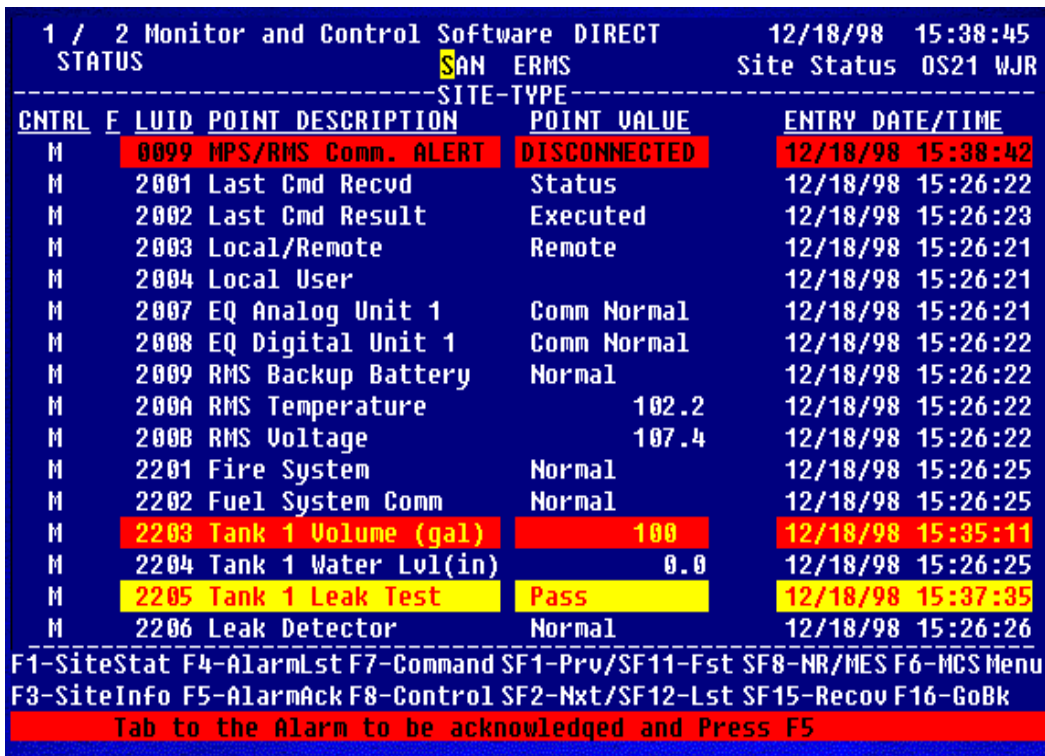 1 / 2 Monitor and Control Software DIRECT 12/18/98 15:38:45
STATUS SAN ERMS Site Status OS21 WJR
SITE-TYPE
CNTRL F LUID POINT DESCRIPTION POINT VALUE ENTRY DATE/TIME
M 0099 MPS/RMS Comm. ALERT DISCONNECTED 12/18/98 15:38:42
M 2001 Last Cmd Recvd Status 12/18/98 15:26:22
M 2002 Last Cmd Result Executed 12/18/98 15:26:23
M 2003 Local/Remote Remote 12/18/98 15:26:21
M 2004 Local User 12/18/98 15:26:21
M 2007 EQ Analog Unit 1 Comm Normal 12/18/98 15:26:21
M 2008 EQ Digital Unit 1 Comm Normal 12/18/98 15:26:22
M 2009 RMS Backup Battery Normal 12/18/98 15:26:22
M 200A RMS Temperature 102.2 12/18/98 15:26:22
M 200B RMS Voltage 107.4 12/18/98 15:26:22
M 2201 Fire System Normal 12/18/98 15:26:25
M 2202 Fuel System Comm Normal 12/18/98 15:26:25
M 2203 Tank 1 Volume (gal) 100 12/18/98 15:35:11
M 2204 Tank 1 Water Lvl(in) 0.0 12/18/98 15:26:25
M 2205 Tank 1 Leak Test Pass 12/18/98 15:37:35
M 2206 Leak Detector Normal 12/18/98 15:26:26
F1-SiteStat F4-AlarmLst F7-Command SF1-Prv/SF11-Fst SF8-NR/MES F6-MCS Menu
F3-SiteInfo F5-AlarmAck F8-Control SF2-Nxt/SF12-Lst SF15-Recov F16-GoBk
Tab to the Alarm to be acknowledged and Press F5